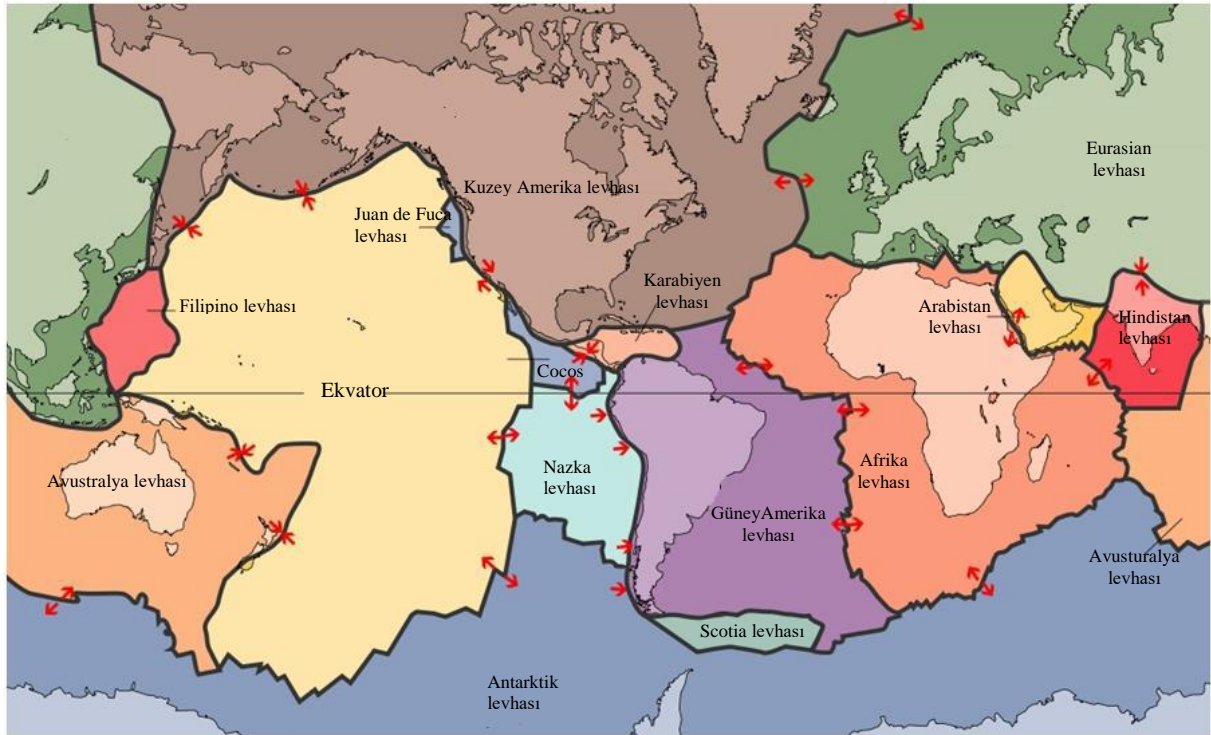 Eurasian
levhası
Kuzey Amerika levhası
Juan de Fuca
levhası
Karabiyen
levhası
Filipino levhası
Arabistan
levhası
Hindistan
levhası
Cocos
Ekvator
Nazka
levhası
Avustralya levhası
Afrika
levhası
GüneyAmerika
levhası
Avusturalya
levhası
Scotia levhası
Antarktik
levhası